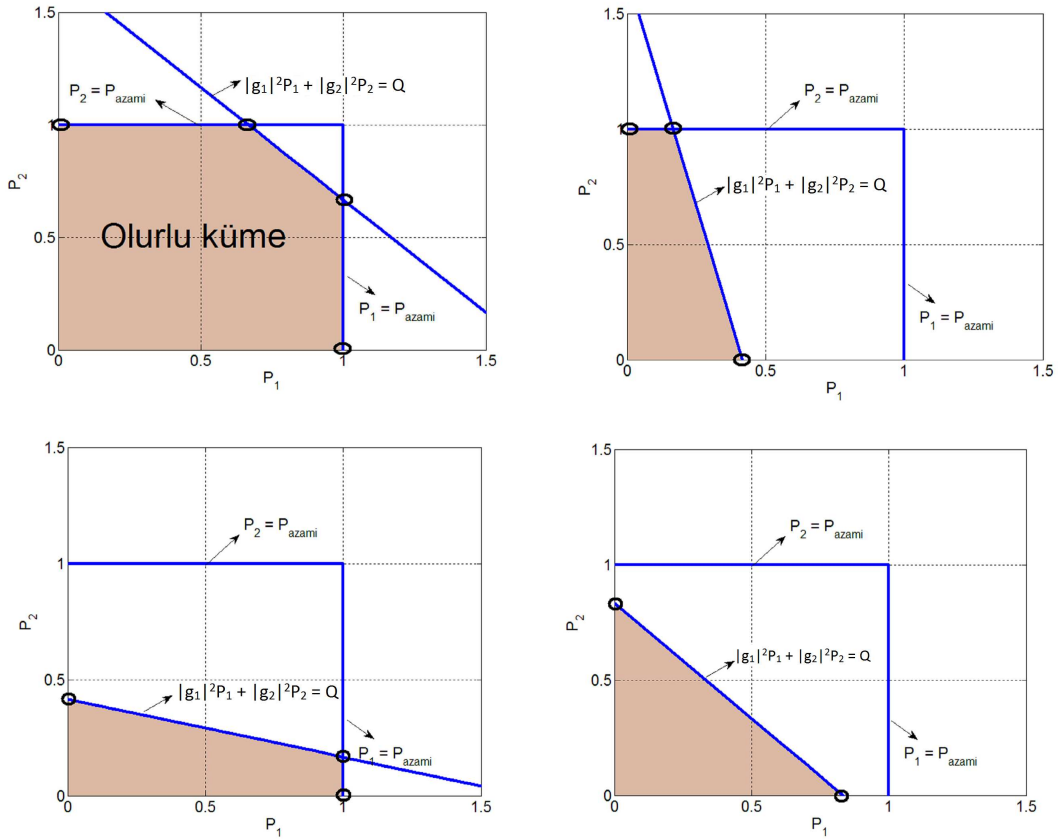 1.5
|g₁|²P₁ + |g₂|²P₂ = Q
P₂ = Pazami
1
P₂
Olurlu küme
0.5
P₁ = Pazami
0
0 0.5 1 1.5
P₁
1.5
P₂ = Pazami
1
P₂
|g₁|²P₁ + |g₂|²P₂ = Q
0.5
P₁ = Pazami
0
0 0.5 1 1.5
P₁
1.5
P₂ = Pazami
1
P₂
0.5
|g₁|²P₁ + |g₂|²P₂ = Q
P₁ = Pazami
0
0 0.5 1 1.5
P₁
1.5
P₂ = Pazami
1
P₂
|g₁|²P₁ + |g₂|²P₂ = Q
0.5
P₁ = Pazami
0
0 0.5 1 1.5
P₁